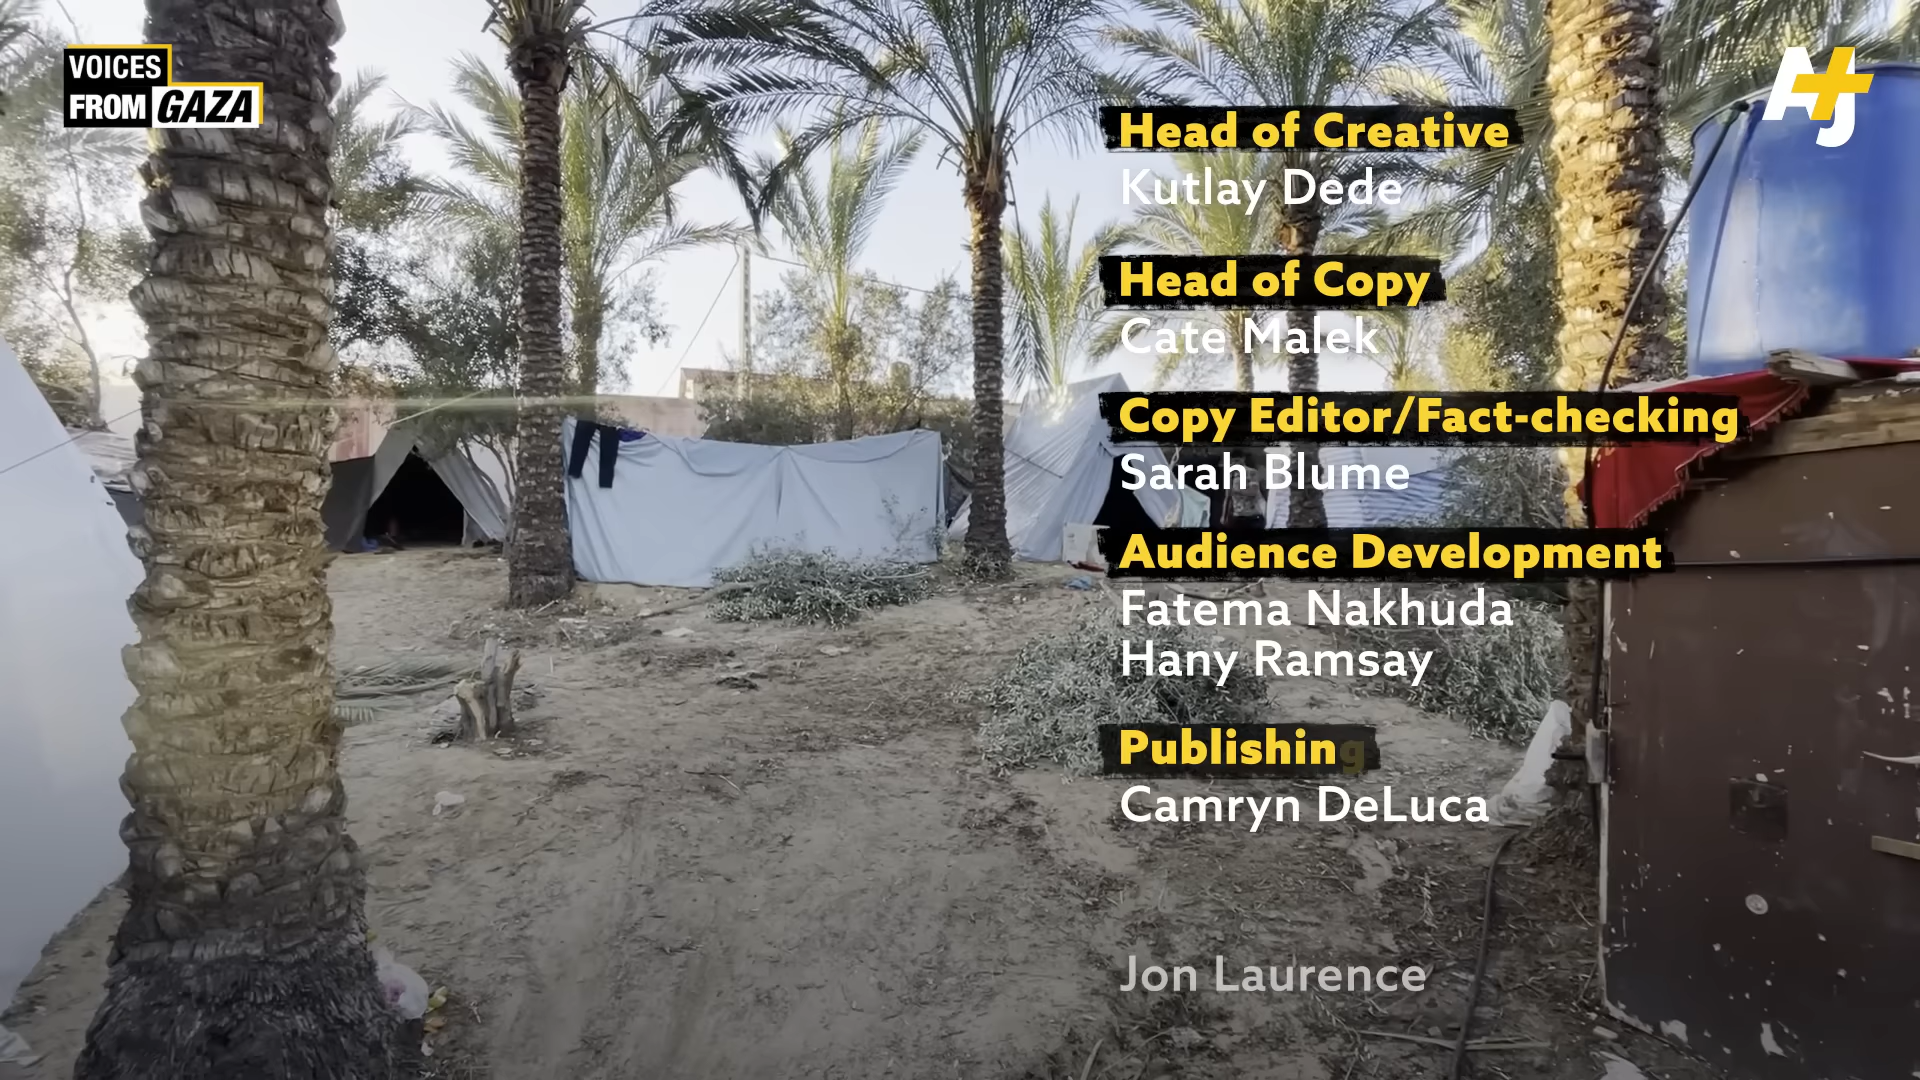 VOICES
FROM GAZA
AJ+
Head of Creative
Kutlay Dede
Head of Copy
Cate Malek
Copy Editor/Fact-checking
Sarah Blume
Audience Development
Fatema Nakhuda
Hany Ramsay
Publishing
Camryn DeLuca
Jon Laurence